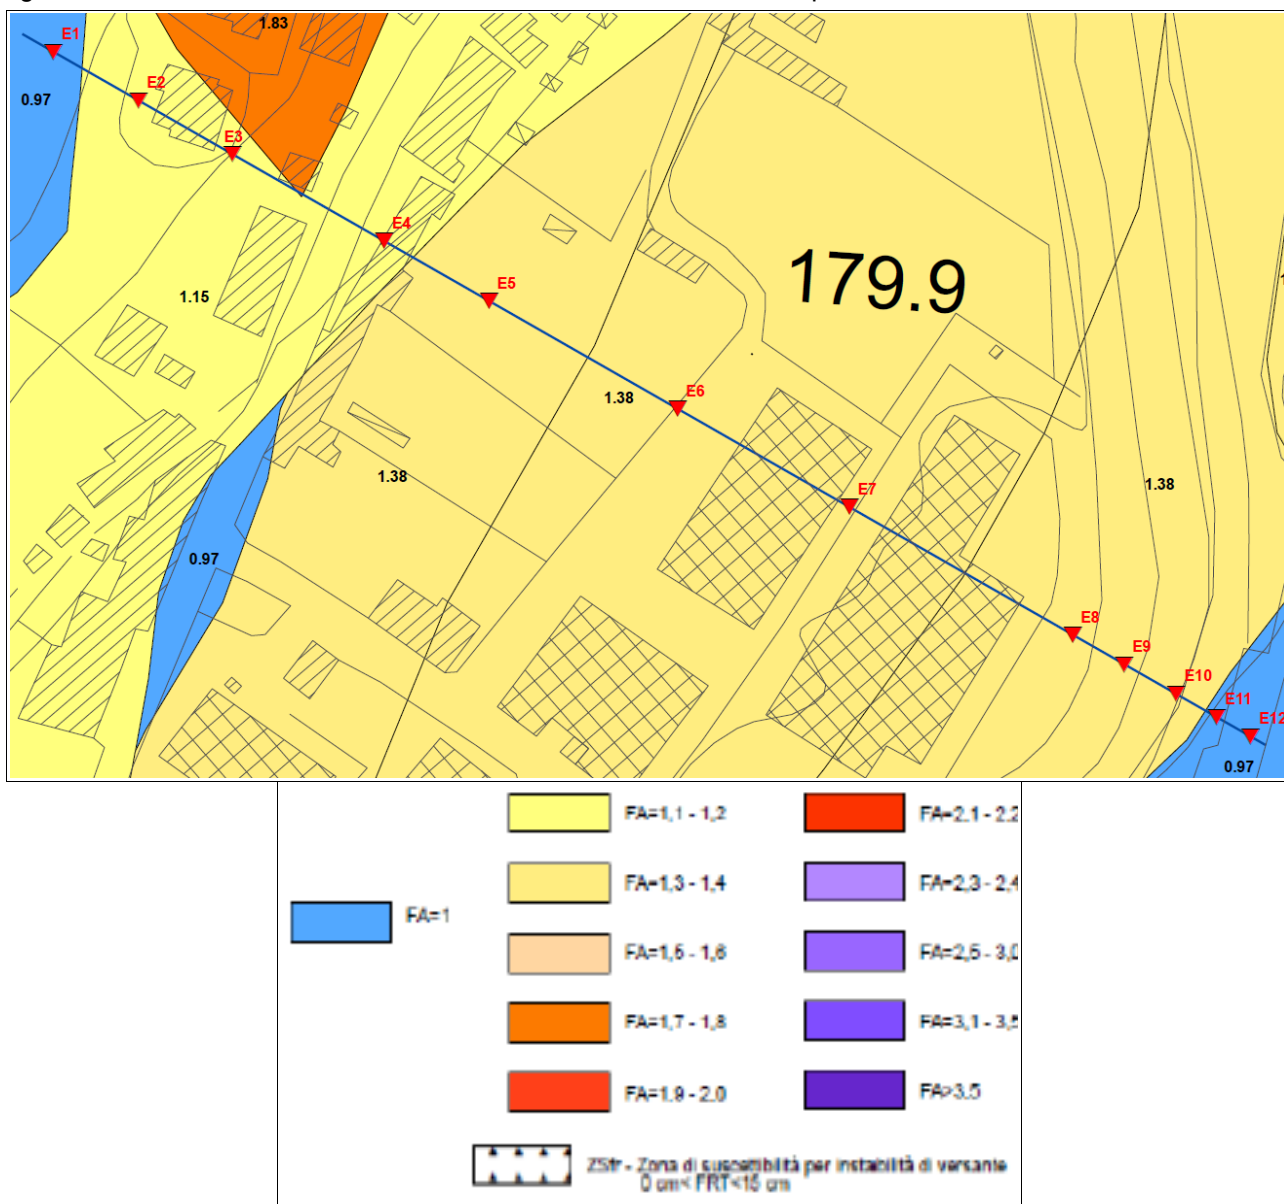 1.83
E1
0.97
E2
E3
E4
1.15
E5
179.9
1.38
E6
1.38
E7
1.38
0.97
E8
E9
E10
E11
E12
0.97
FA=1
FA=1,1 - 1,2
FA=1,3 - 1,4
FA=1,5 - 1,6
FA=1,7 - 1,8
FA=1,9 - 2,0
FA=2,1 - 2,2
FA=2,3 - 2,4
FA=2,5 - 3,0
FA=3,1 - 3,5
FA>3,5
ZSfr - Zona di suscettibilità per instabilità di versante
0 cm< FRT<15 cm